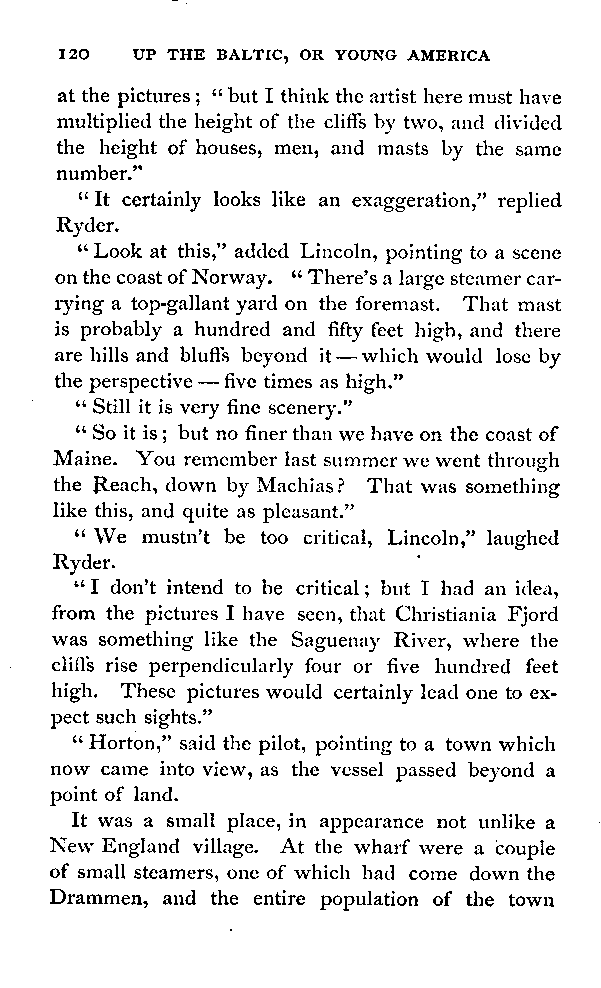 120 UP THE BALTIC, OR YOUNG AMERICA
at the pictures; "but I think the artist here must have
multiplied the height of the cliffs by two, and divided
the height of houses, men, and masts by the same
number."
"It certainly looks like an exaggeration," replied
Ryder.
"Look at this," added Lincoln, pointing to a scene
on the coast of Norway. "There's a large steamer car-
rying a top-gallant yard on the foremast. That mast
is probably a hundred and fifty feet high, and there
are hills and bluffs beyond it — which would lose by
the perspective — five times as high."
"Still it is very fine scenery."
"So it is; but no finer than we have on the coast of
Maine. You remember last summer we went through
the Reach, down by Machias? That was something
like this, and quite as pleasant."
"We mustn't be too critical, Lincoln," laughed
Ryder.
"I don't intend to be critical; but I had an idea,
from the pictures I have seen, that Christiania Fjord
was something like the Saguenay River, where the
cliffs rise perpendicularly four or five hundred feet
high. These pictures would certainly lead one to ex-
pect such sights."
"Horton," said the pilot, pointing to a town which
now came into view, as the vessel passed beyond a
point of land.
It was a small place, in appearance not unlike a
New England village. At the wharf were a couple
of small steamers, one of which had come down the
Drammen, and the entire population of the town